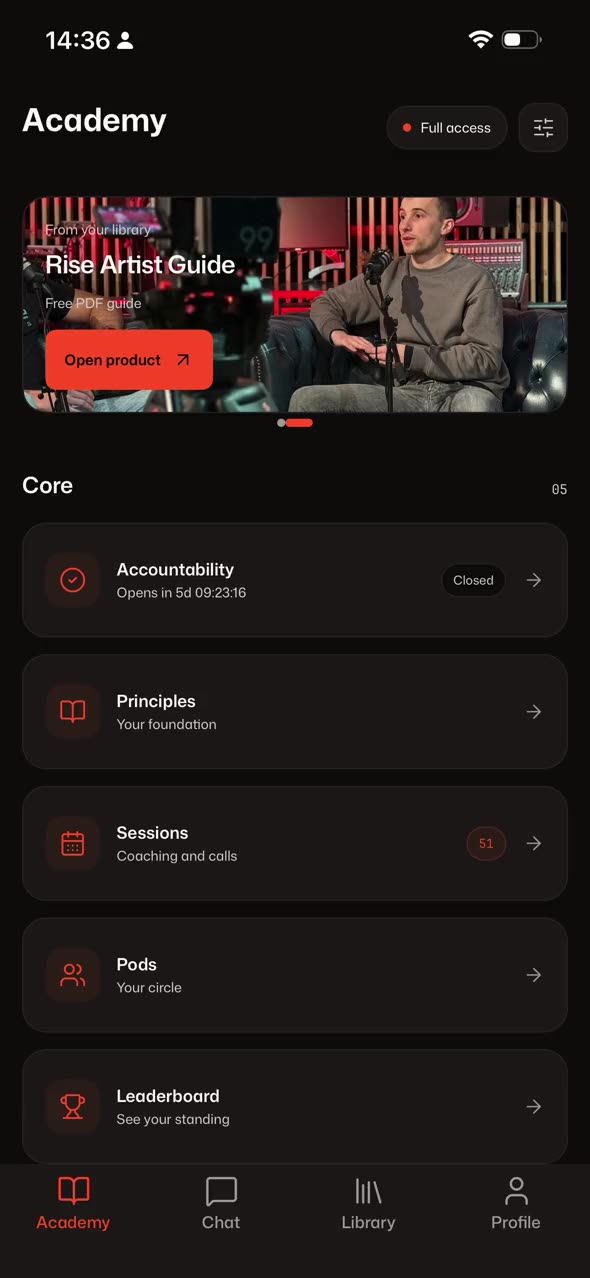 14:36
Academy
Full access
From your library
Rise Artist Guide
Free PDF guide
Open product
99
Core
05
Accountability
Opens in 5d 09:23:16
Closed
Principles
Your foundation
Sessions
Coaching and calls
51
Pods
Your circle
Leaderboard
See your standing
Academy
Chat
Library
Profile